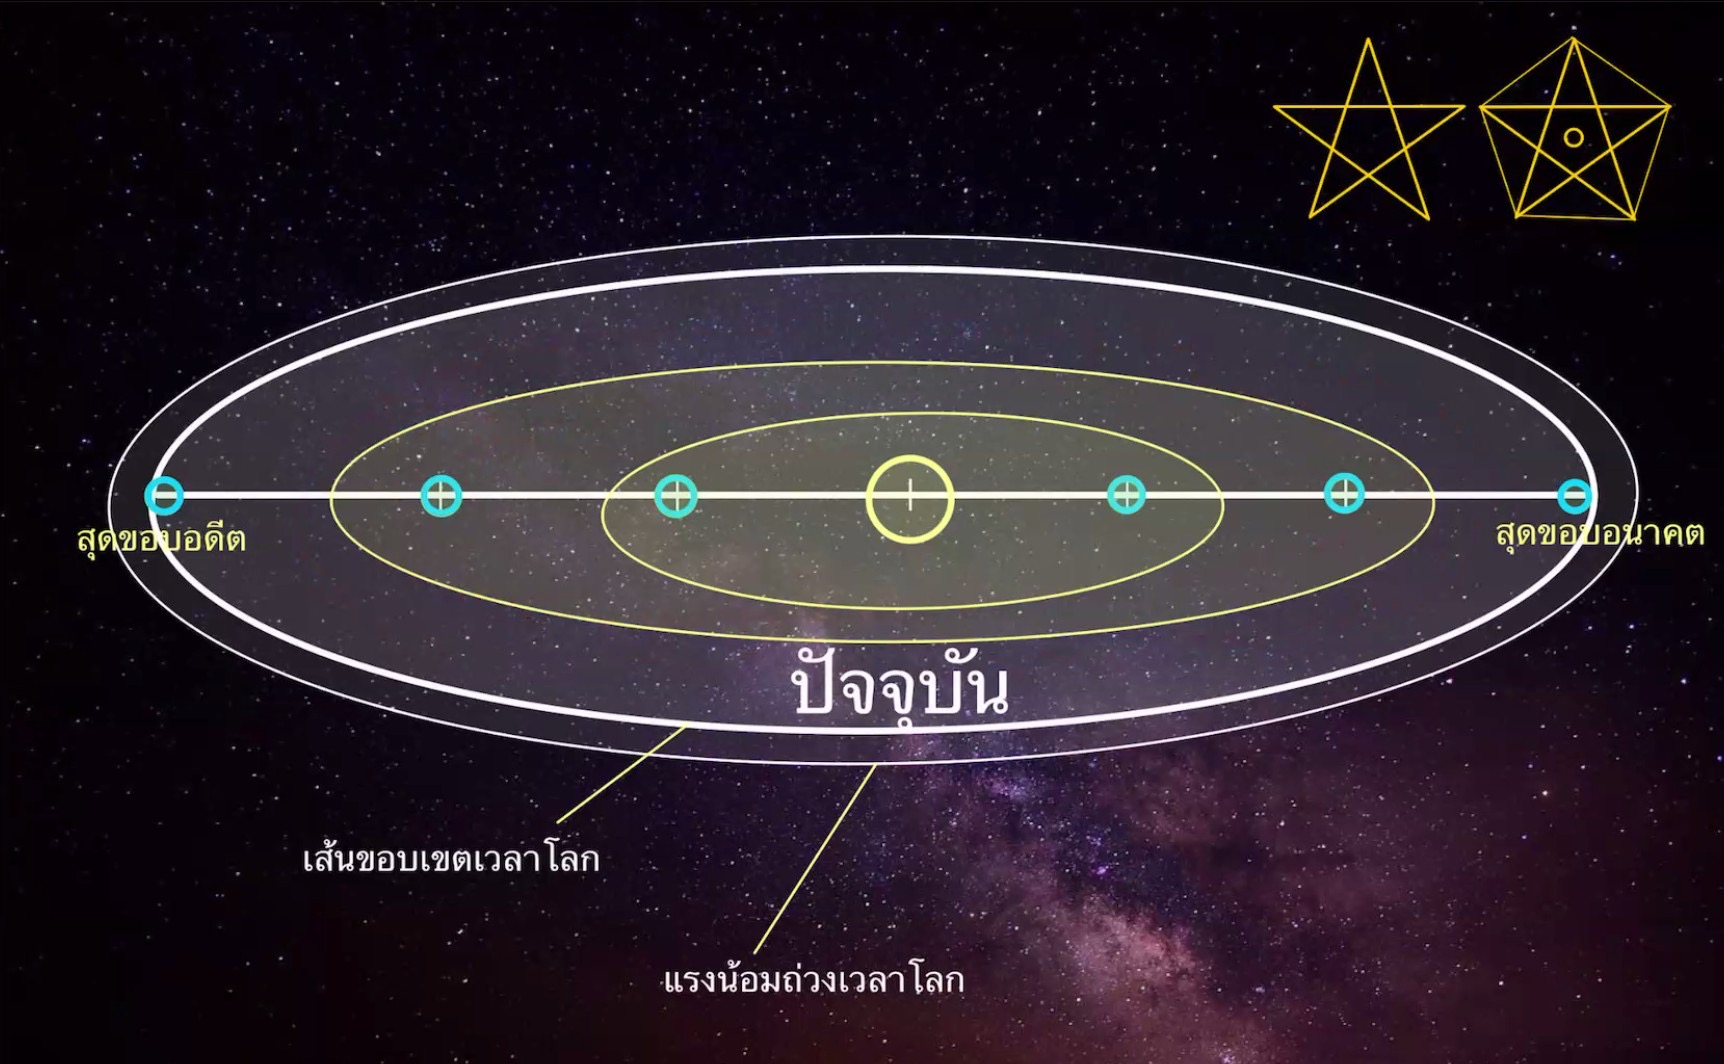 สุดขอบอดีต
สุดขอบอนาคต
ปัจจุบัน
เส้นขอบเขตเวลาโลก
แรงน้อมถ่วงเวลาโลก